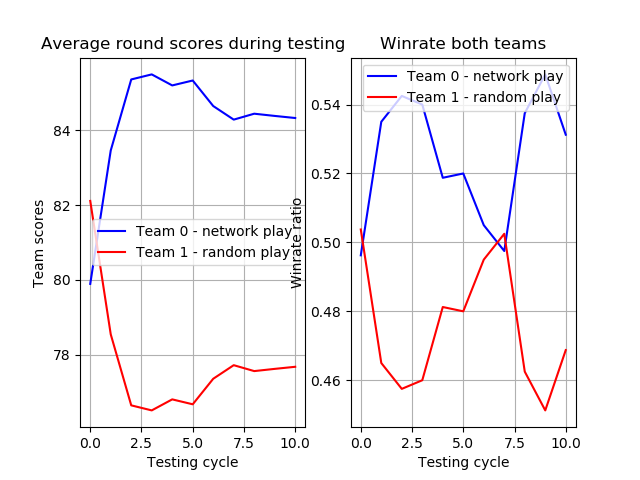 Average round scores during testing
Team scores
84
82
80
78
Team 0 - network play
Team 1 - random play
0.0 2.5 5.0 7.5 10.0
Testing cycle
Winrate both teams
Winrate ratio
0.54
0.52
0.50
0.48
0.46
Team 0 - network play
Team 1 - random play
0.0 2.5 5.0 7.5 10.0
Testing cycle